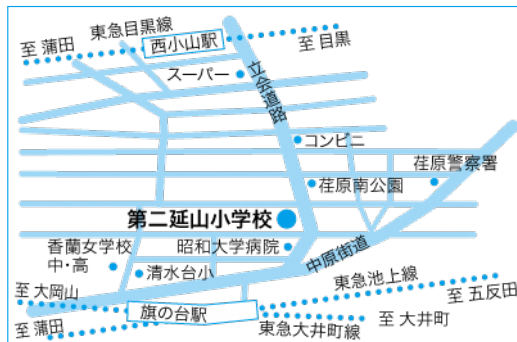 東急目黒線
至 蒲田
西小山駅
至 目黒
スーパー
立会道路
コンビニ
荏原警察署
荏原南公園
第二延山小学校
香蘭女学校
中・高
昭和大学病院
中原街道
清水台小
至 大岡山
東急池上線
至 五反田
旗の台駅
至 蒲田
東急大井町線
至 大井町